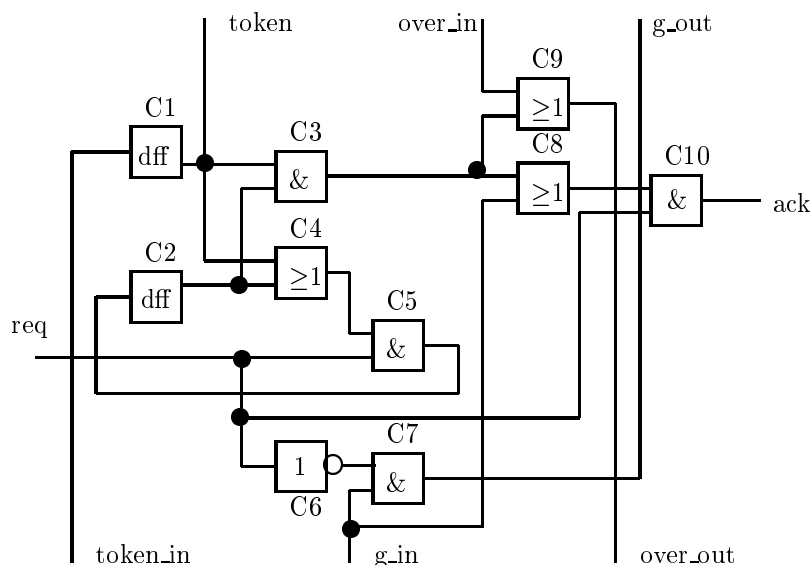 token over_in g_out
C9
C1
≥1
dff
C3
C8
C10
&
≥1
&
ack
C4
C2
≥1
dff
C5
req
&
C7
1
&
C6
token_in g_in over_out